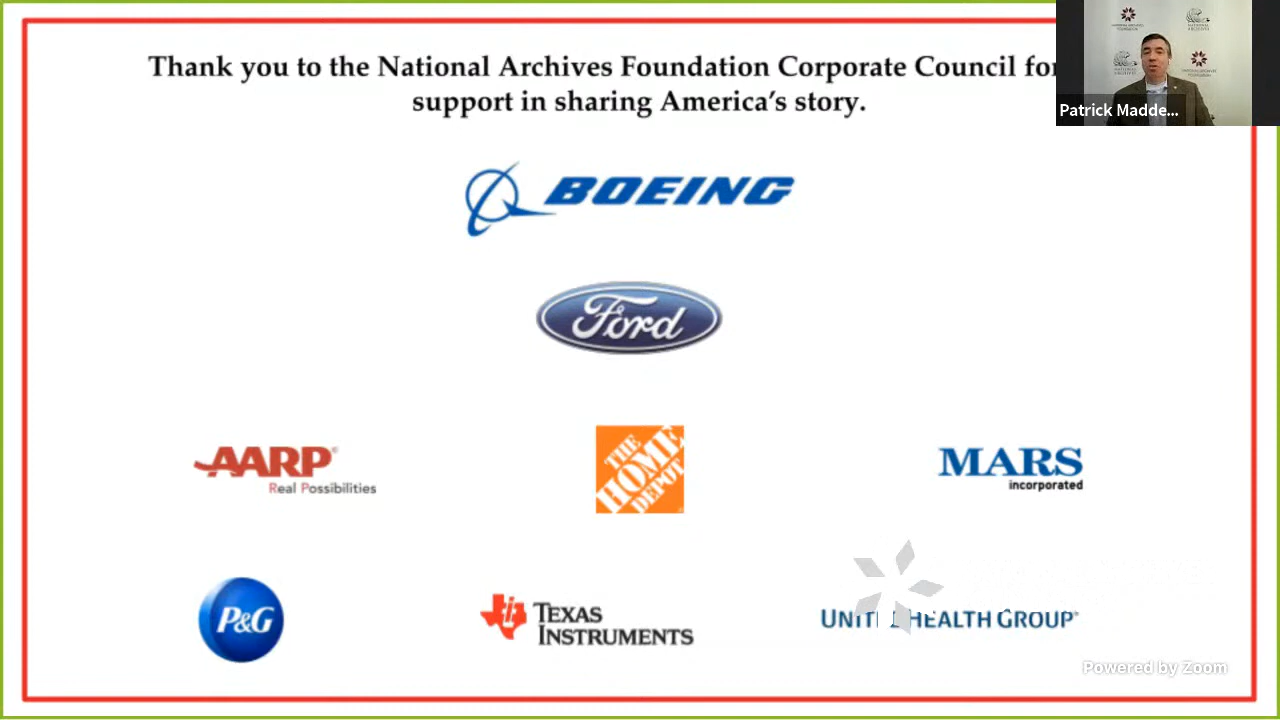 Thank you to the National Archives Foundation Corporate Council for
support in sharing America's story.
Patrick Madde...
BOEING
Ford
AARP®
Real Possibilities
THE
HOME
DEPOT
MARS
incorporated
P&G
TEXAS
INSTRUMENTS
HEALTH GROUP®
Powered by Zoom